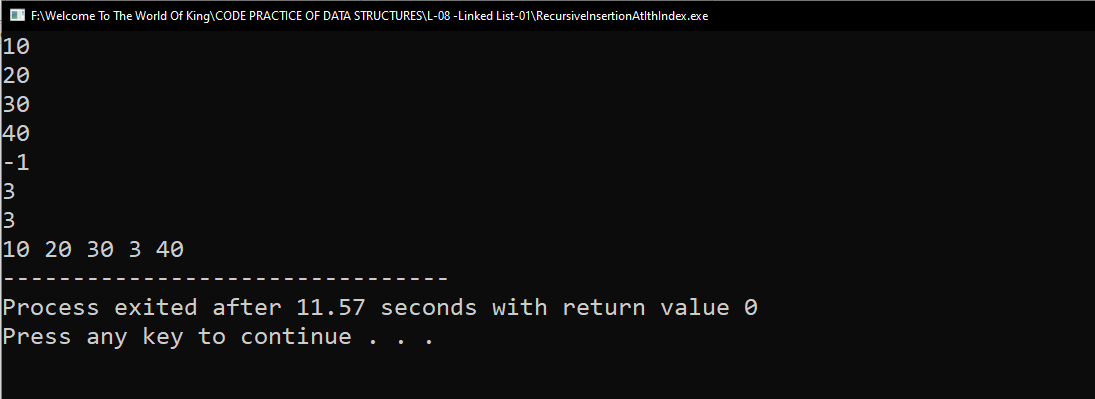 F:\Welcome To The World Of King\CODE PRACTICE OF DATA STRUCTURES\L-08 -Linked List-01\RecursiveInsertionAtIthIndex.exe
10
20
30
40
-1
3
3
10 20 30 3 40
--------------------------------
Process exited after 11.57 seconds with return value 0
Press any key to continue . . .